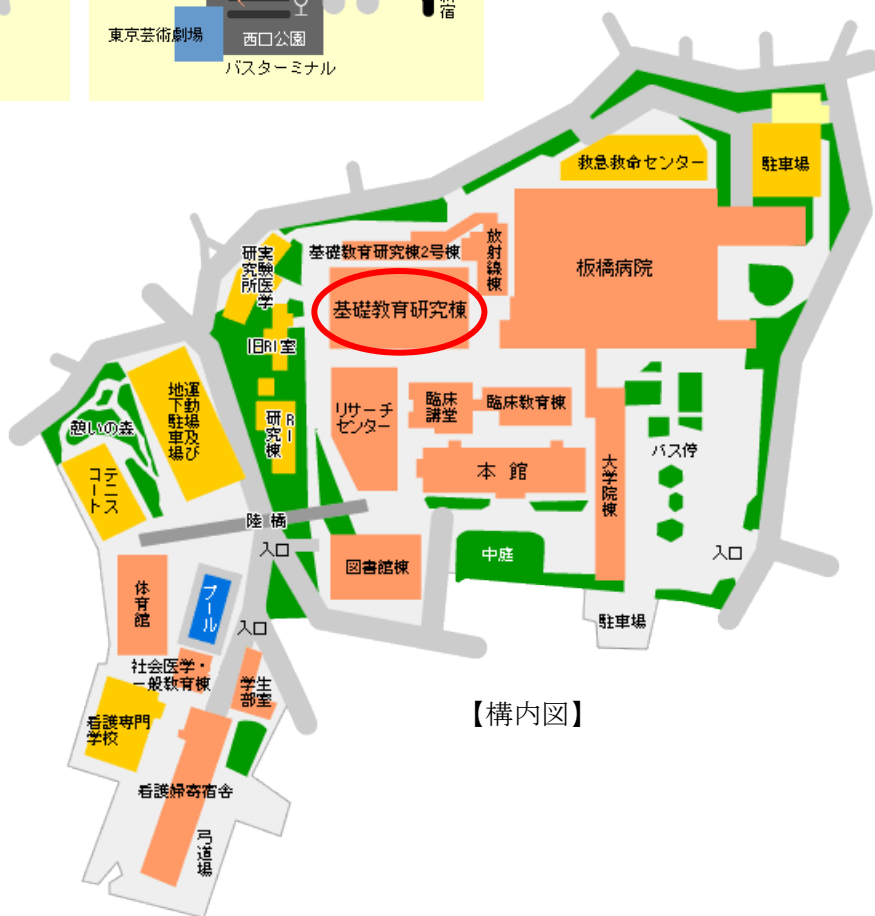 宿
東京芸術劇場
西口公園
バスターミナル
救急救命センター
駐車場
実験医学
研究所
基礎教育研究棟2号棟
放射線棟
板橋病院
基礎教育研究棟
旧RI室
運動場及び
地下駐車場
憩いの森
RI
研究棟
リサーチ
センター
臨床
講堂
臨床教育棟
テニス
コート
本館
大学院棟
バス停
陸橋
入口
図書館棟
中庭
入口
体育館
プール
入口
駐車場
社会医学・
一般教育棟
学生
部室
看護専門
学校
【構内図】
看護婦寄宿舎
弓道場